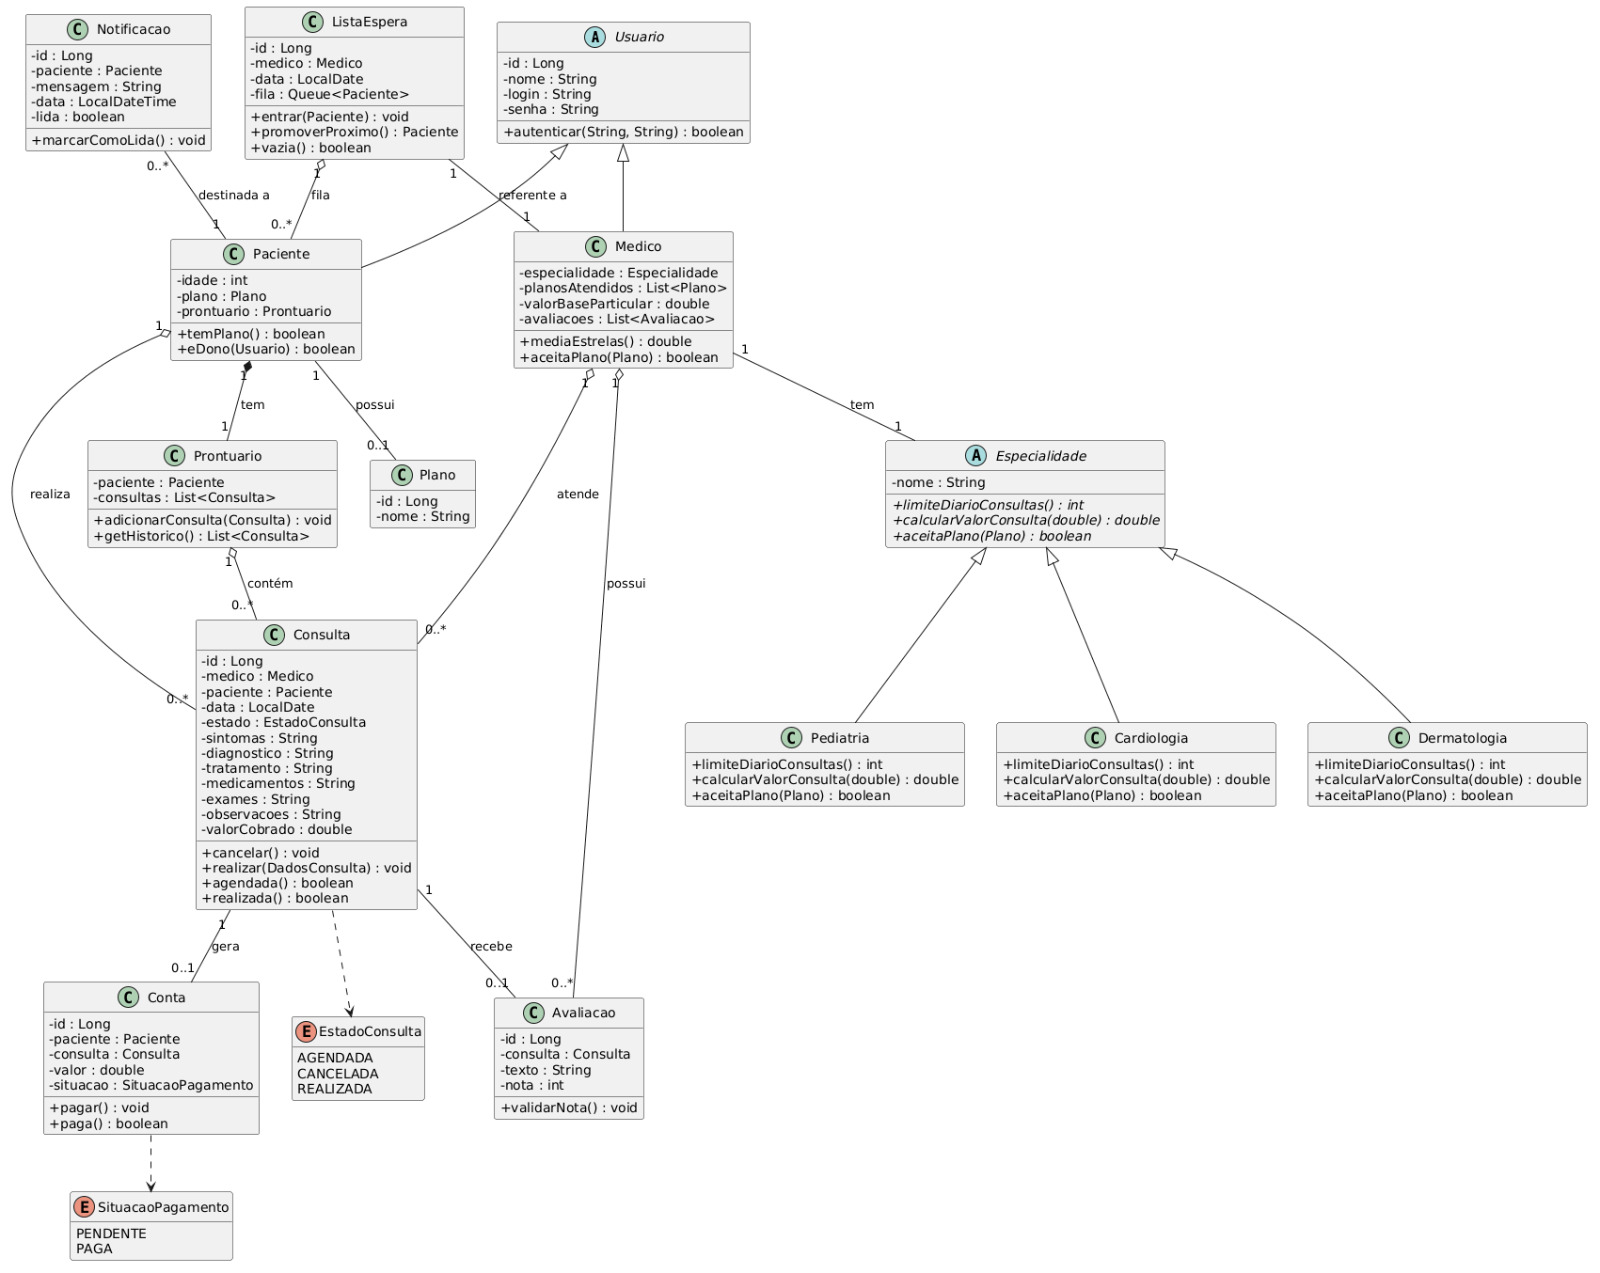 Notificacao
-id : Long
-paciente : Paciente
-mensagem : String
-data : LocalDateTime
-lida : boolean
+marcarComoLida() : void
ListaEspera
-id : Long
-medico : Medico
-data : LocalDate
-fila : Queue<Paciente>
+entrar(Paciente) : void
+promoverProximo() : Paciente
+vazia() : boolean
Usuario
-id : Long
-nome : String
-login : String
-senha : String
+autenticar(String, String) : boolean
0..*
destinada a
1
1
fila
0..*
1
referente a
1
Paciente
-idade : int
-plano : Plano
-prontuario : Prontuario
+temPlano() : boolean
+eDono(Usuario) : boolean
Medico
-especialidade : Especialidade
-planosAtendidos : List<Plano>
-valorBaseParticular : double
-avaliacoes : List<Avaliacao>
+mediaEstrelas() : double
+aceitaPlano(Plano) : boolean
1
realiza
0..*
1
tem
1
1
possui
0..1
1
atende
0..*
1
possui
0..*
1
tem
1
Prontuario
-paciente : Paciente
-consultas : List<Consulta>
+adicionarConsulta(Consulta) : void
+getHistorico() : List<Consulta>
Plano
-id : Long
-nome : String
Especialidade
-nome : String
+limiteDiarioConsultas() : int
+calcularValorConsulta(double) : double
+aceitaPlano(Plano) : boolean
1
contém
0..*
Consulta
-id : Long
-medico : Medico
-paciente : Paciente
-data : LocalDate
-estado : EstadoConsulta
-sintomas : String
-diagnostico : String
-tratamento : String
-medicamentos : String
-exames : String
-observacoes : String
-valorCobrado : double
+cancelar() : void
+realizar(DadosConsulta) : void
+agendada() : boolean
+realizada() : boolean
Pediatria
+limiteDiarioConsultas() : int
+calcularValorConsulta(double) : double
+aceitaPlano(Plano) : boolean
Cardiologia
+limiteDiarioConsultas() : int
+calcularValorConsulta(double) : double
+aceitaPlano(Plano) : boolean
Dermatologia
+limiteDiarioConsultas() : int
+calcularValorConsulta(double) : double
+aceitaPlano(Plano) : boolean
1
gera
0..1
1
recebe
0..1
Conta
-id : Long
-paciente : Paciente
-consulta : Consulta
-valor : double
-situacao : SituacaoPagamento
+pagar() : void
+paga() : boolean
EstadoConsulta
AGENDADA
CANCELADA
REALIZADA
Avaliacao
-id : Long
-consulta : Consulta
-texto : String
-nota : int
+validarNota() : void
SituacaoPagamento
PENDENTE
PAGA